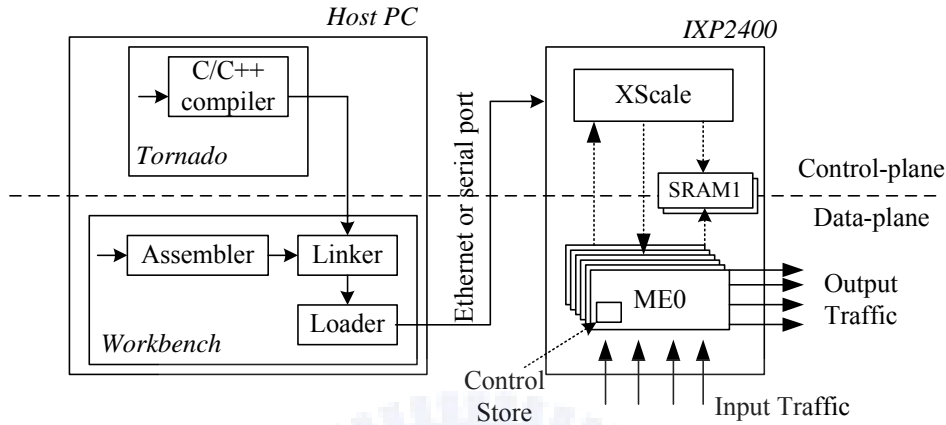 Host PC
IXP2400
C/C++
compiler
Tornado
XScale
Ethernet or serial port
SRAM1
Control-plane
Data-plane
Assembler
Linker
Loader
Workbench
ME0
Output
Traffic
Control
Store
Input Traffic